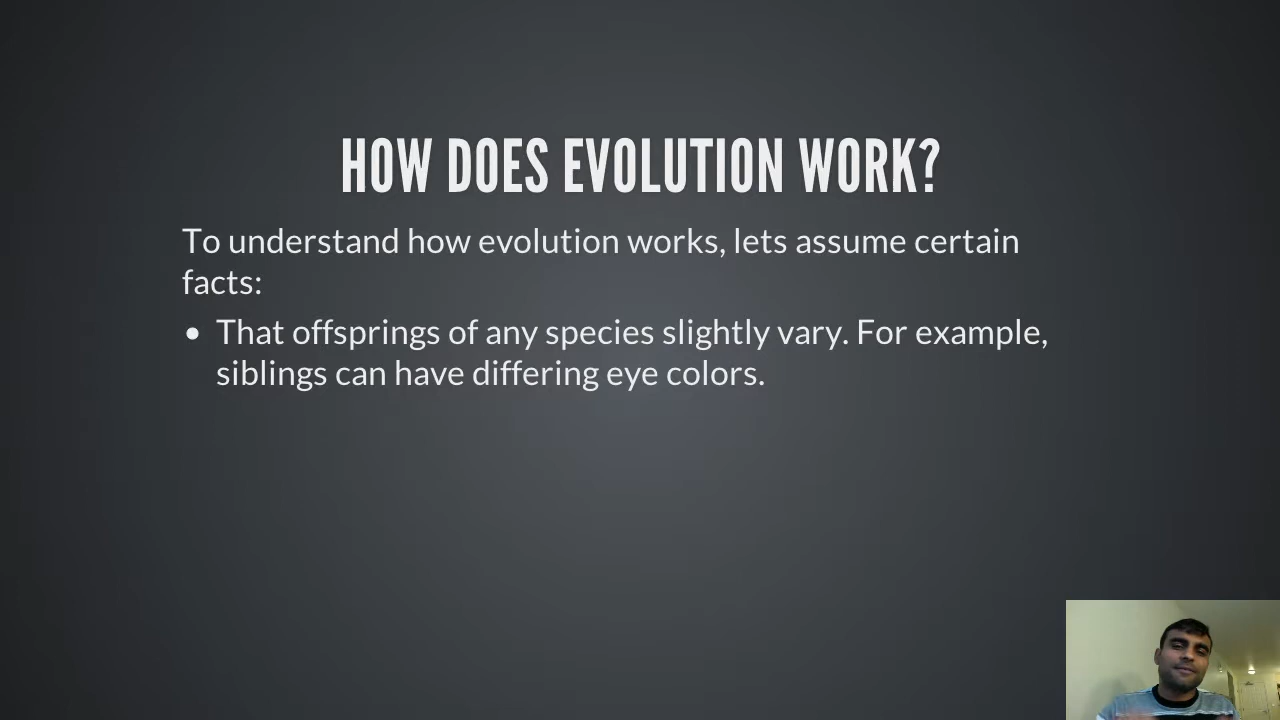 HOW DOES EVOLUTION WORK?
To understand how evolution works, lets assume certain
facts:
• That offsprings of any species slightly vary. For example,
siblings can have differing eye colors.